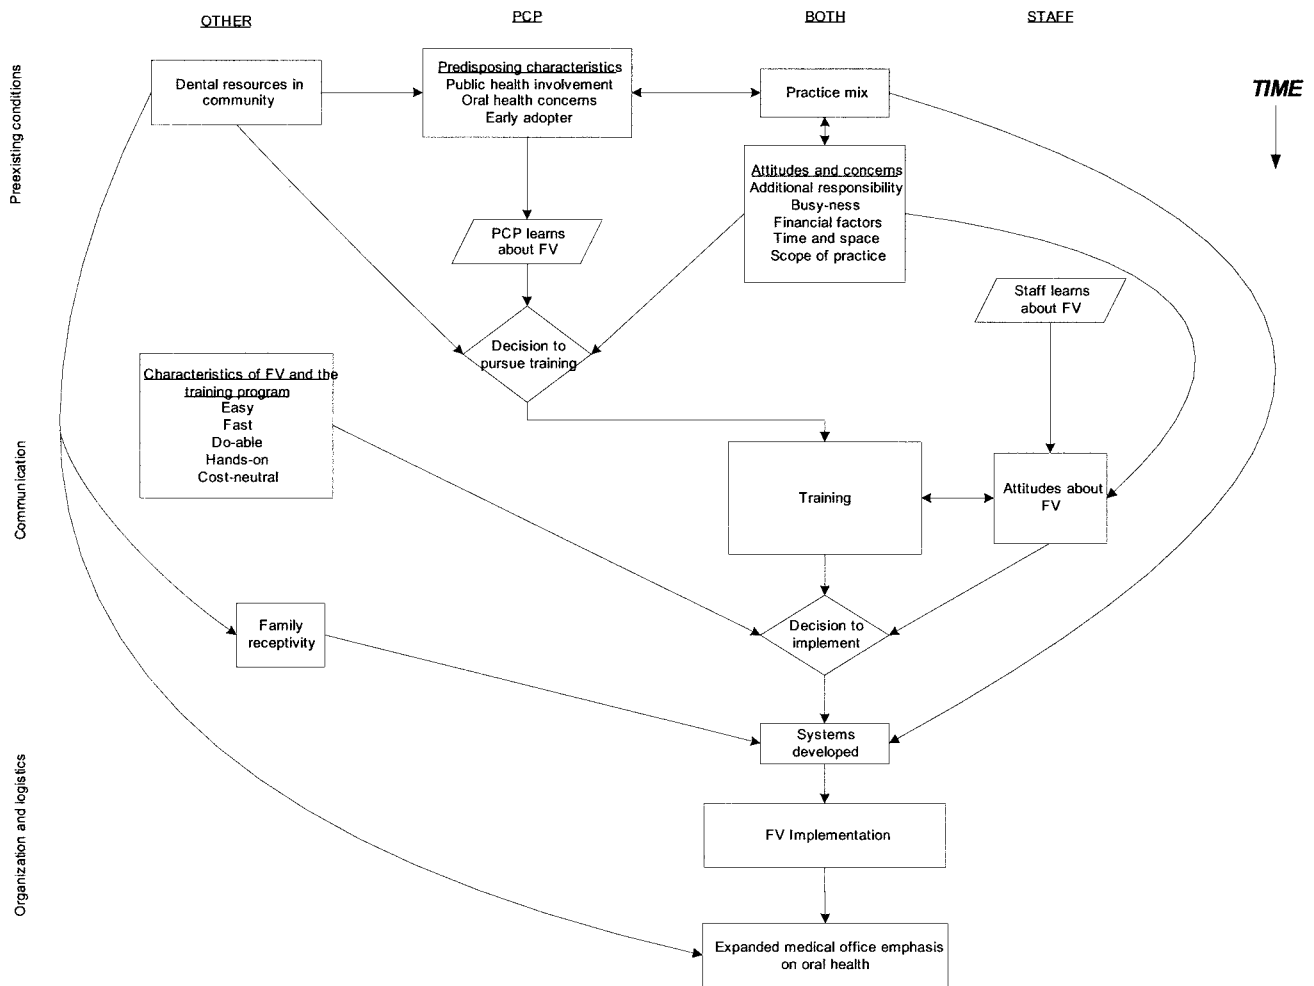 OTHER
PCP
BOTH
STAFF
TIME
Preexisting conditions
Dental resources in
community
Predisposing characteristics
Public health involvement
Oral health concerns
Early adopter
Practice mix
Attitudes and concerns
Additional responsibility
Busy-ness
Financial factors
Time and space
Scope of practice
PCP learns
about FV
Staff learns
about FV
Decision to
pursue training
Characteristics of FV and the
training program
Easy
Fast
Do-able
Hands-on
Cost-neutral
Communication
Training
Attitudes about
FV
Family
receptivity
Decision to
implement
Systems
developed
Organization and logistics
FV Implementation
Expanded medical office emphasis
on oral health